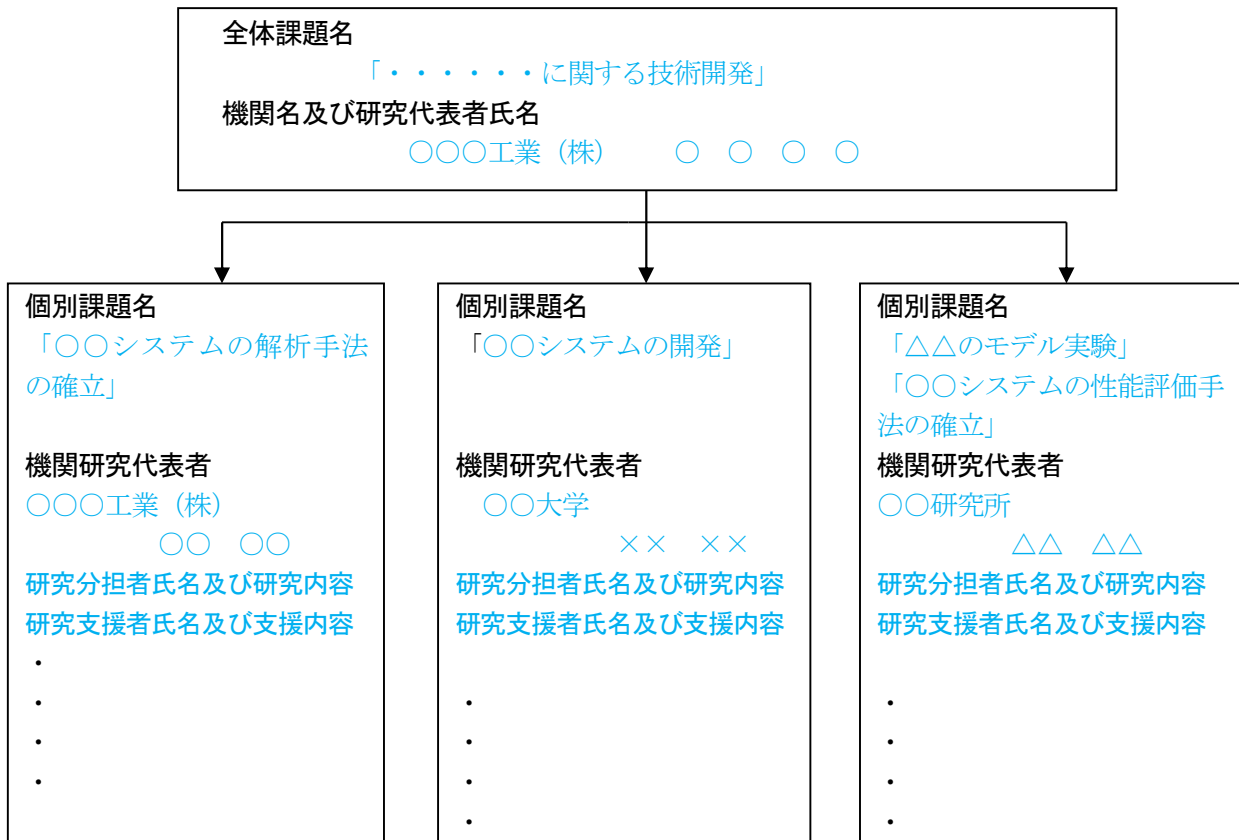 全体課題名
「・・・・・・に関する技術開発」
機関名及び研究代表者氏名
○○○工業（株）　　○　○　○　○
個別課題名
「○○システムの解析手法
の確立」
機関研究代表者
○○○工業（株）
○○　○○
研究分担者氏名及び研究内容
研究支援者氏名及び支援内容
・
・
・
・
個別課題名
「○○システムの開発」
機関研究代表者
○○大学
××　××
研究分担者氏名及び研究内容
研究支援者氏名及び支援内容
・
・
・
・
個別課題名
「△△のモデル実験」
「○○システムの性能評価手
法の確立」
機関研究代表者
○○研究所
△△　△△
研究分担者氏名及び研究内容
研究支援者氏名及び支援内容
・
・
・
・